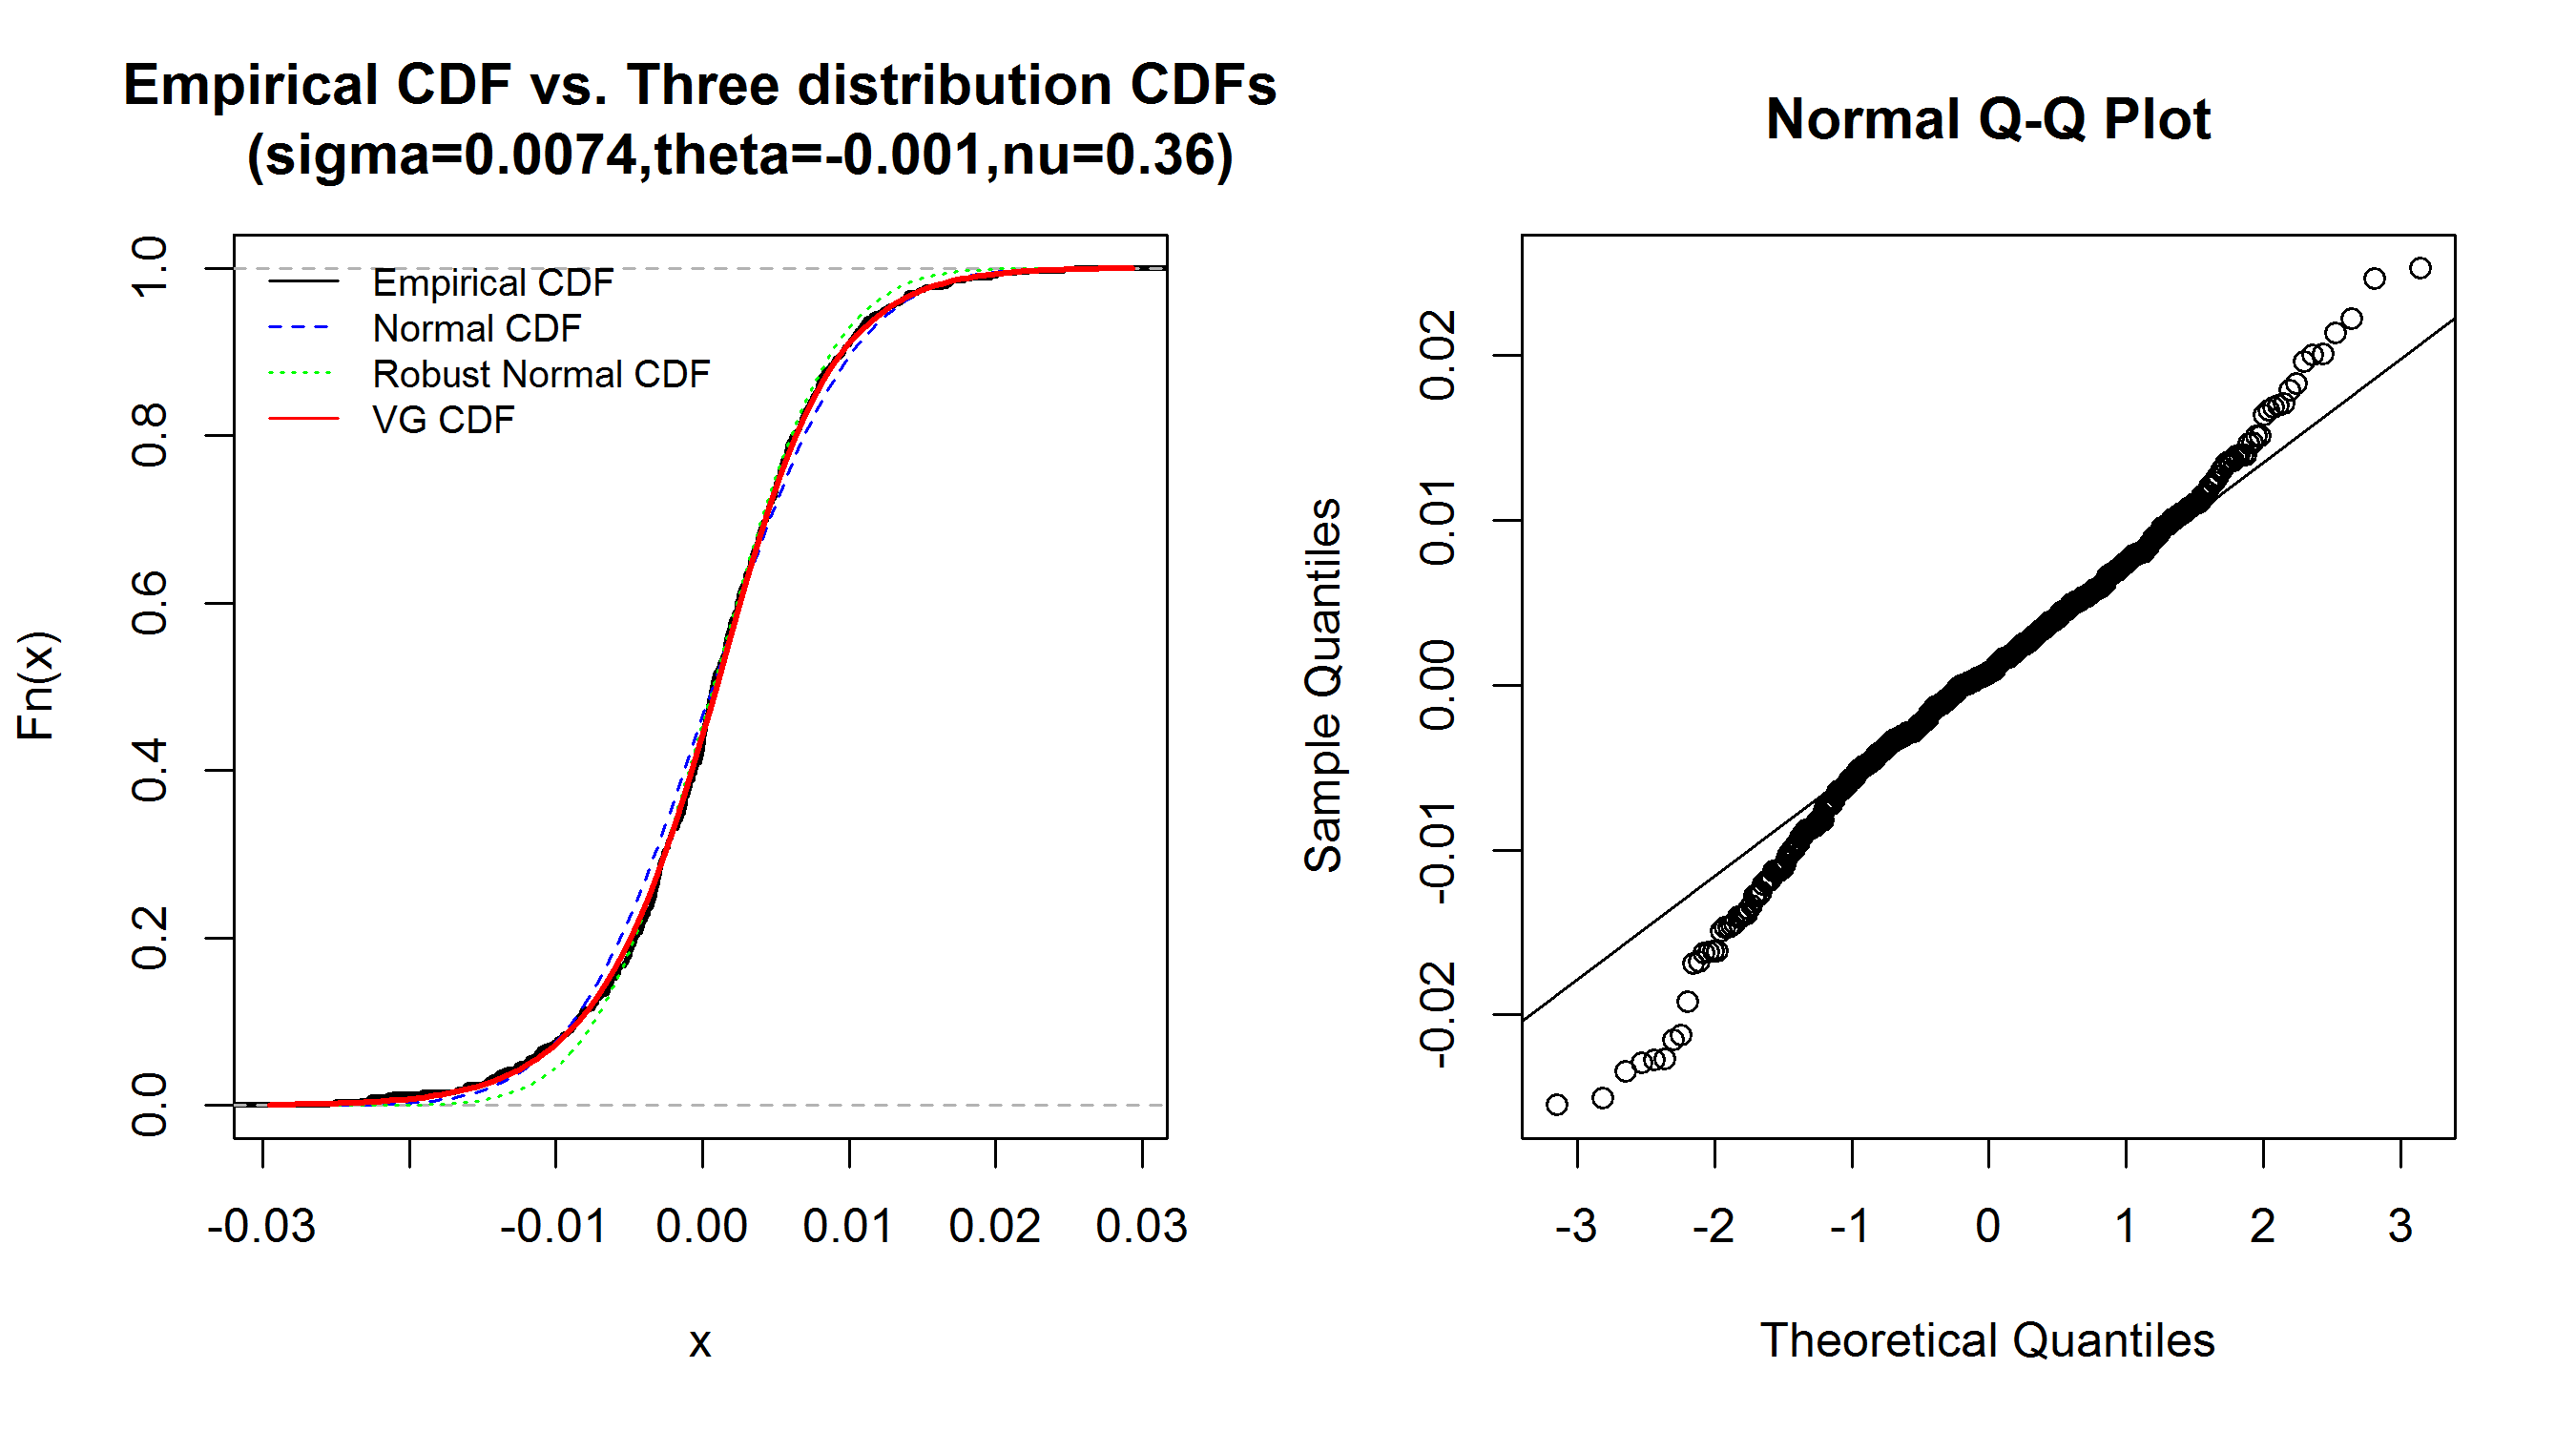 Empirical CDF vs. Three distribution CDFs
(sigma=0.0074,theta=-0.001,nu=0.36)
Fn(x)
1.0
0.8
0.6
0.4
0.2
0.0
Empirical CDF
Normal CDF
Robust Normal CDF
VG CDF
-0.03 -0.01 0.00 0.01 0.02 0.03
x
Normal Q-Q Plot
Sample Quantiles
0.02
0.01
0.00
-0.01
-0.02
-3 -2 -1 0 1 2 3
Theoretical Quantiles